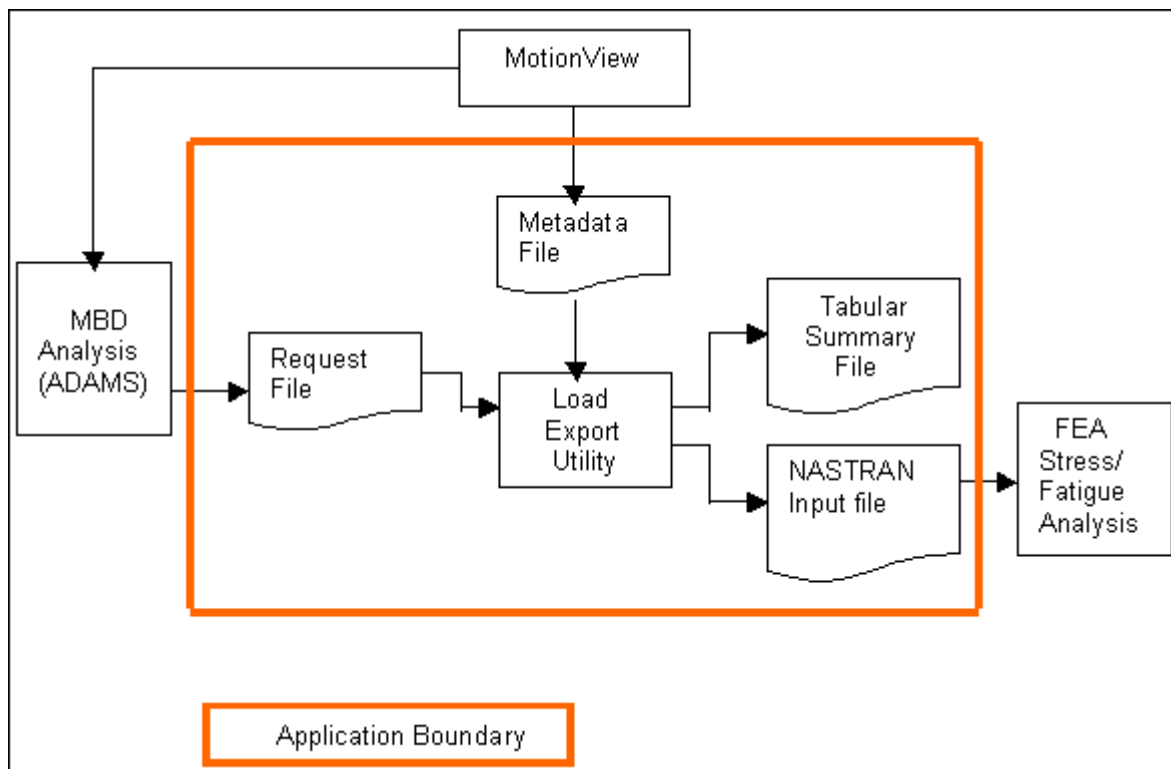 MotionView
Metadata
File
MBD
Analysis
(ADAMS)
Request
File
Load
Export
Utility
Tabular
Summary
File
NASTRAN
Input file
FEA
Stress/
Fatigue
Analysis
Application Boundary